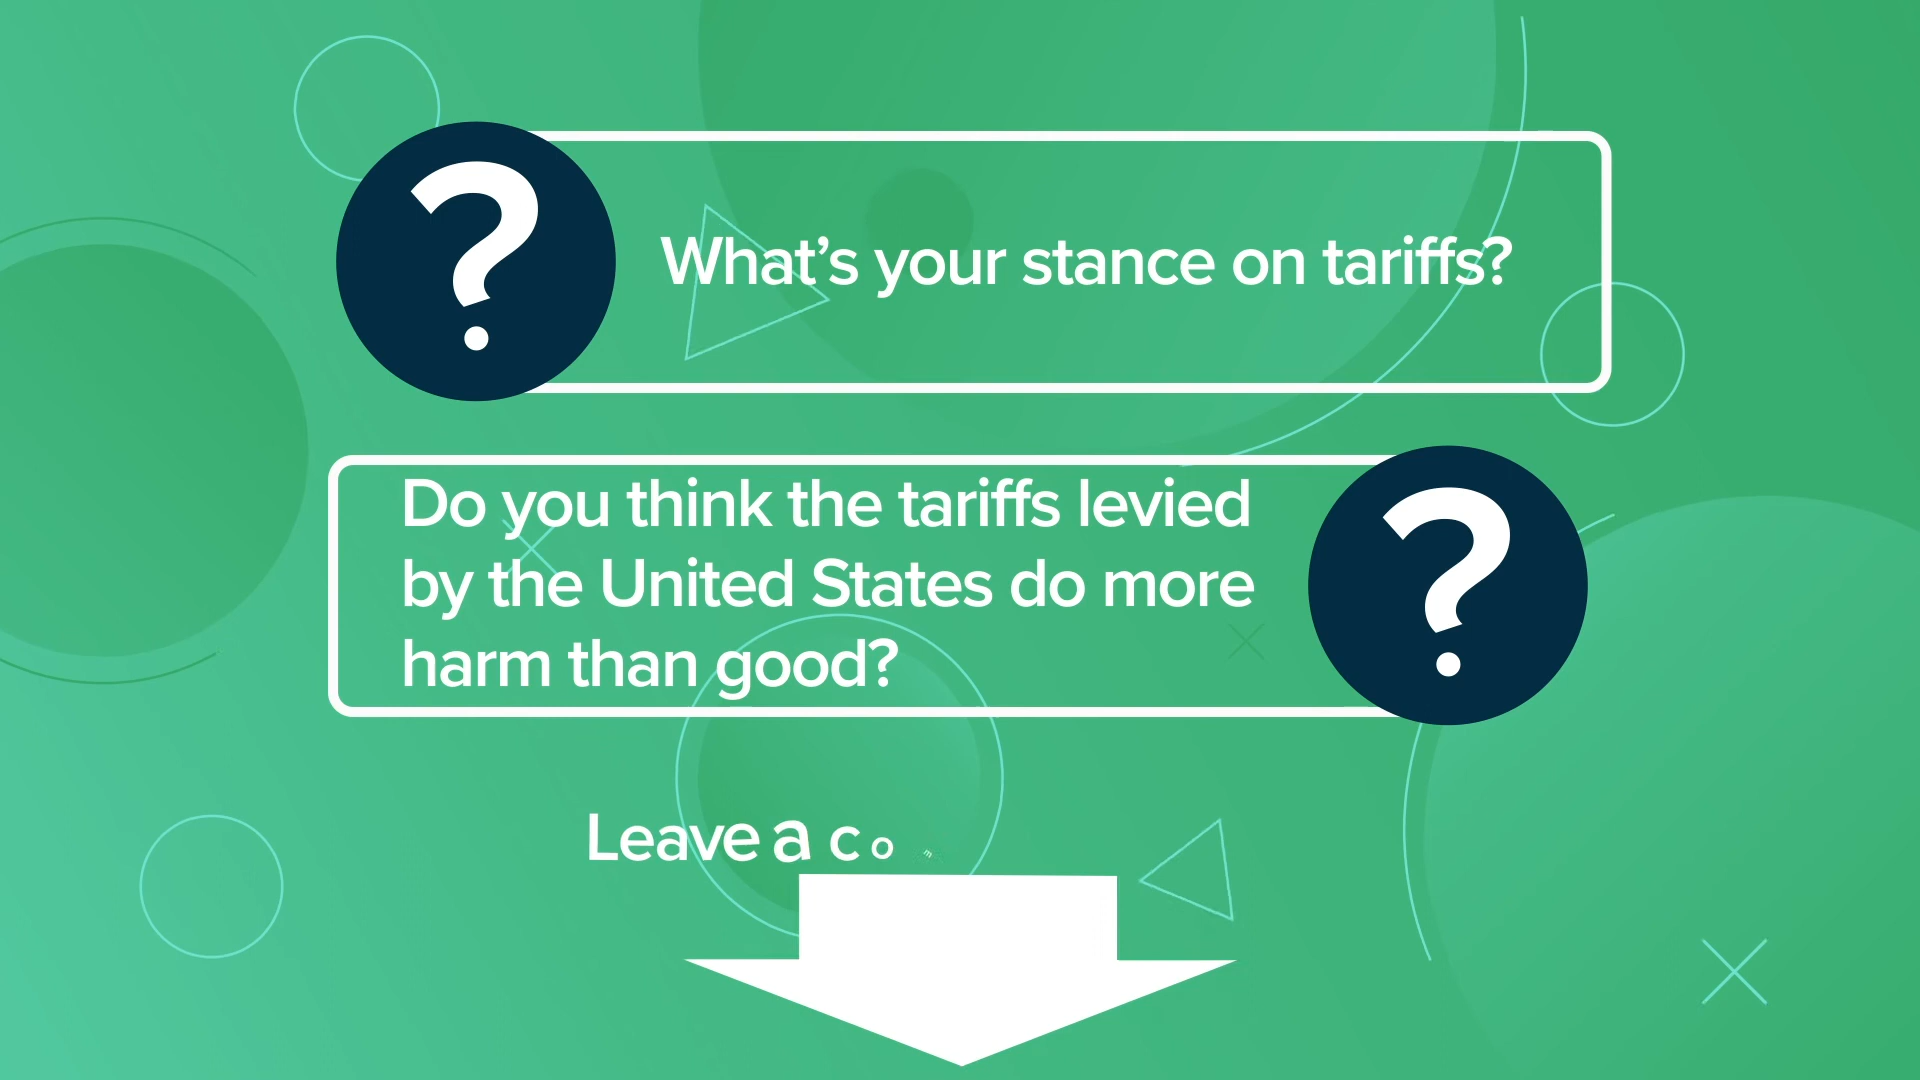 ?
What’s your stance on tariffs?
Do you think the tariffs levied
by the United States do more
harm than good?
?
Leave a com